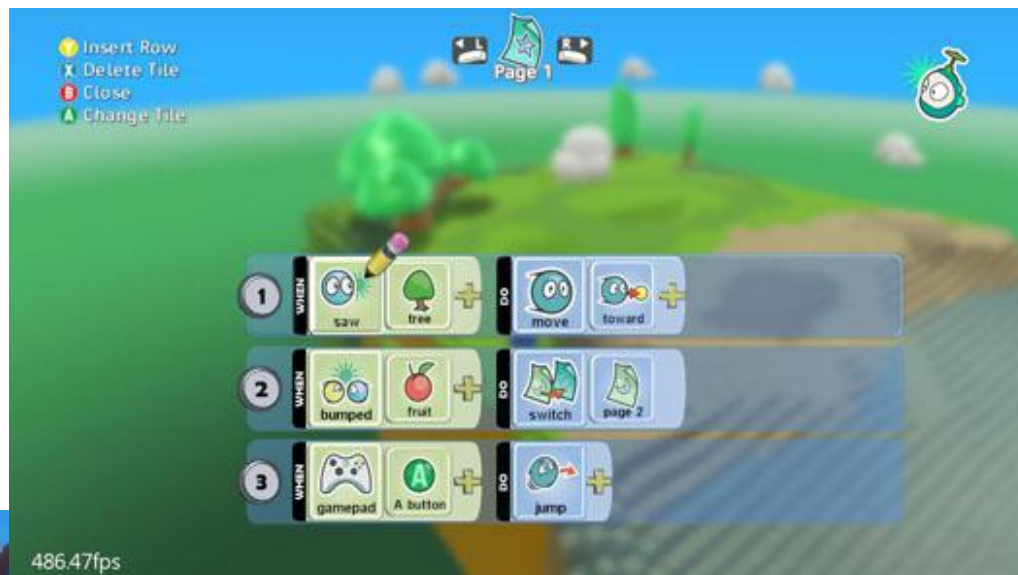 Insert Row
Delete Tile
Close
Change Tile
Y
X
B
A
L
R
Page 1
1
WHEN
saw
tree
DO
move
toward
2
WHEN
bumped
fruit
DO
switch
page 2
3
WHEN
gamepad
A
A button
DO
jump
486.47fps